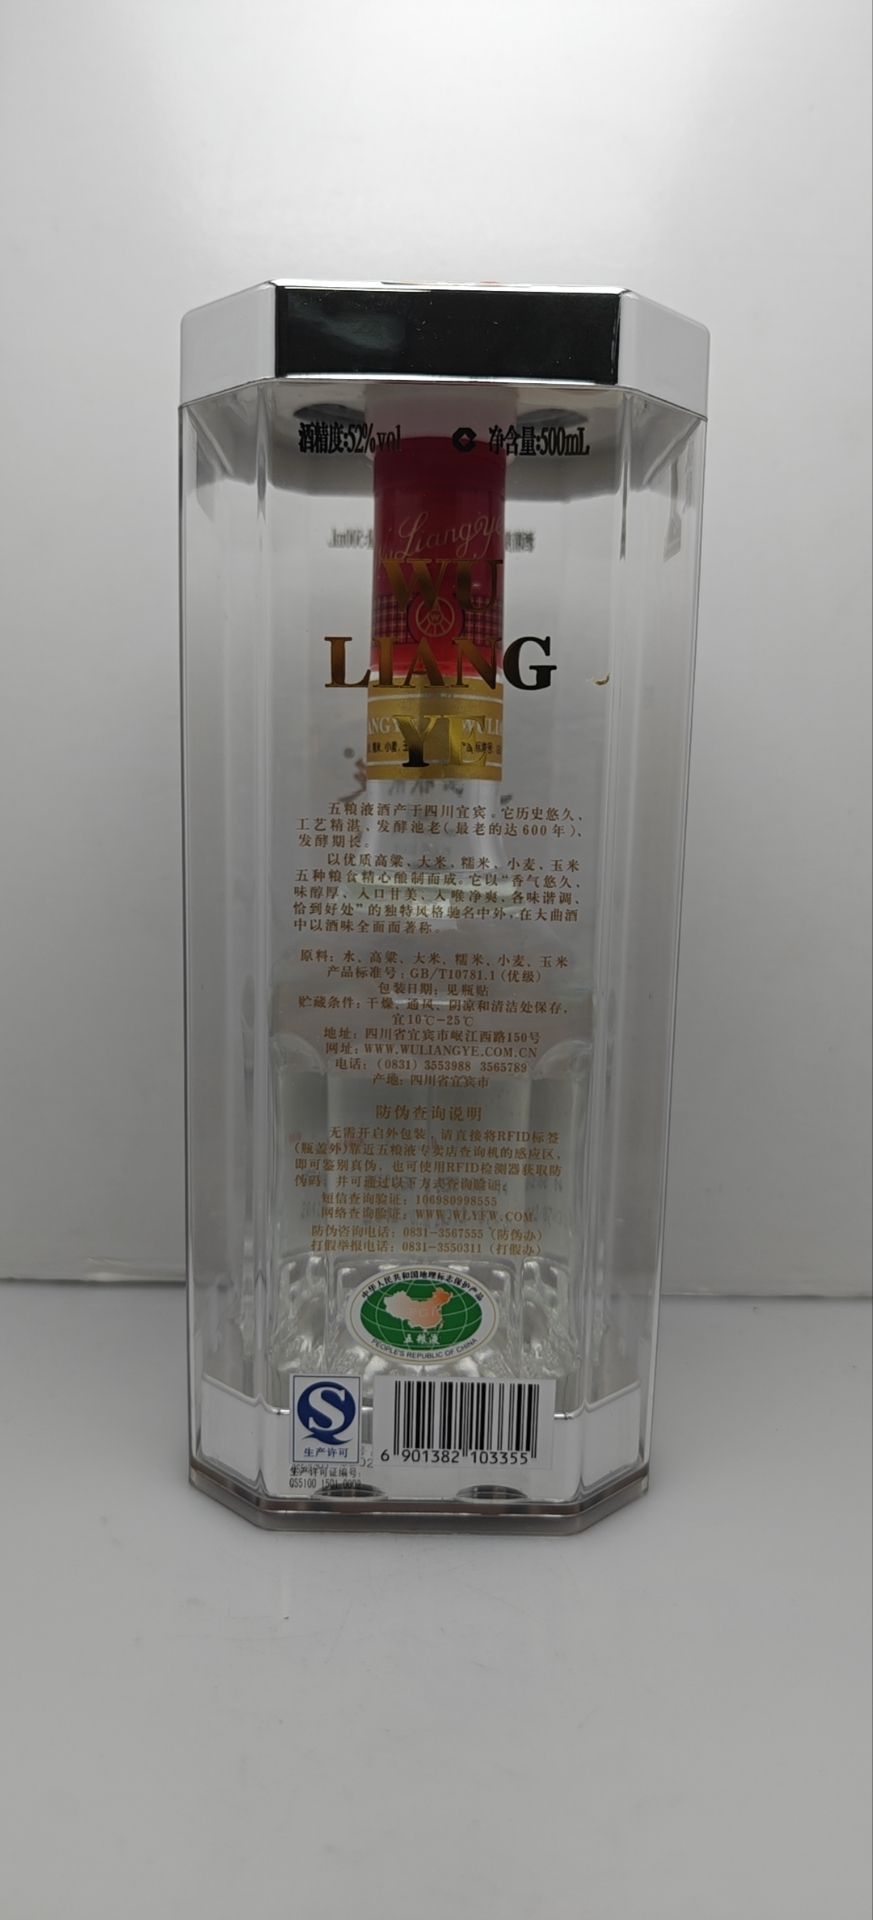 酒精度:52%vol 净含量:500mL
LiangYe
WU
LIANG
YE
五粮液酒产于四川宜宾。它历史悠久、
工艺精湛、发酵池老(最老的达600年)、
发酵期长。
以优质高粱、大米、糯米、小麦、玉米
五种粮食精心酿制而成。它以“香气悠久、
味醇厚、入口甘美、入喉净爽、各味谐调、
恰到好处”的独特风格驰名中外,在大曲酒
中以酒味全面而著称。
原料: 水、高粱、大米、糯米、小麦、玉米
产品标准号: GB/T10781.1 (优级)
包装日期: 见瓶贴
贮藏条件: 干燥、通风、阴凉和清洁处保存,
宜10℃-25℃
地址: 四川省宜宾市岷江西路150号
网址: WWW.WULIANGYE.COM.CN
电话: (0831) 3553988 3565789
产地: 四川省宜宾市
防伪查询说明
无需开启外包装, 请直接将RFID标签
(瓶盖外)靠近五粮液专卖店查询机的感应区,
即可鉴别真伪, 也可使用RFID检测器获取防
伪码, 并可通过以下方式查询验证:
短信查询验证: 106980998555
网络查询验证: WWW.WLYFW.COM
防伪咨询电话: 0831-3567555 (防伪办)
打假举报电话: 0831-3550311 (打假办)
中华人民共和国地理标志保护产品
PGI
五粮液
PEOPLE'S REPUBLIC OF CHINA
生产许可
6 901382 103355
生产许可证编号:
QS5100 1501 0009